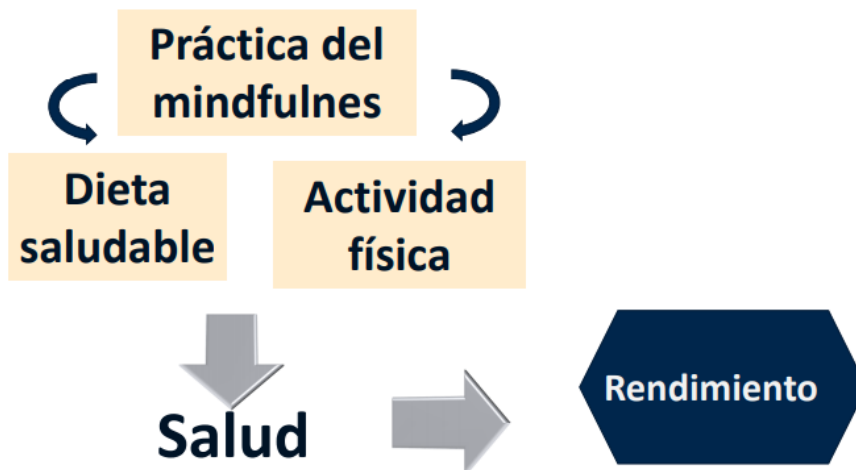 Práctica del
mindfulnes
Dieta
saludable
Actividad
física
Salud
Rendimiento